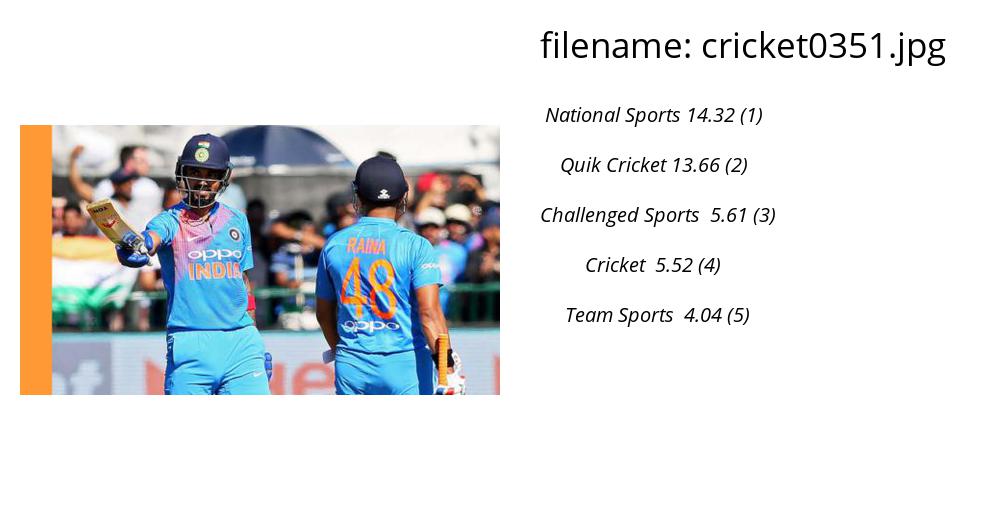 filename: cricket0351.jpg
National Sports 14.32 (1)
Quik Cricket 13.66 (2)
Challenged Sports 5.61 (3)
Cricket 5.52 (4)
Team Sports 4.04 (5)
oppo
INDIA
RAINA
48
oppo